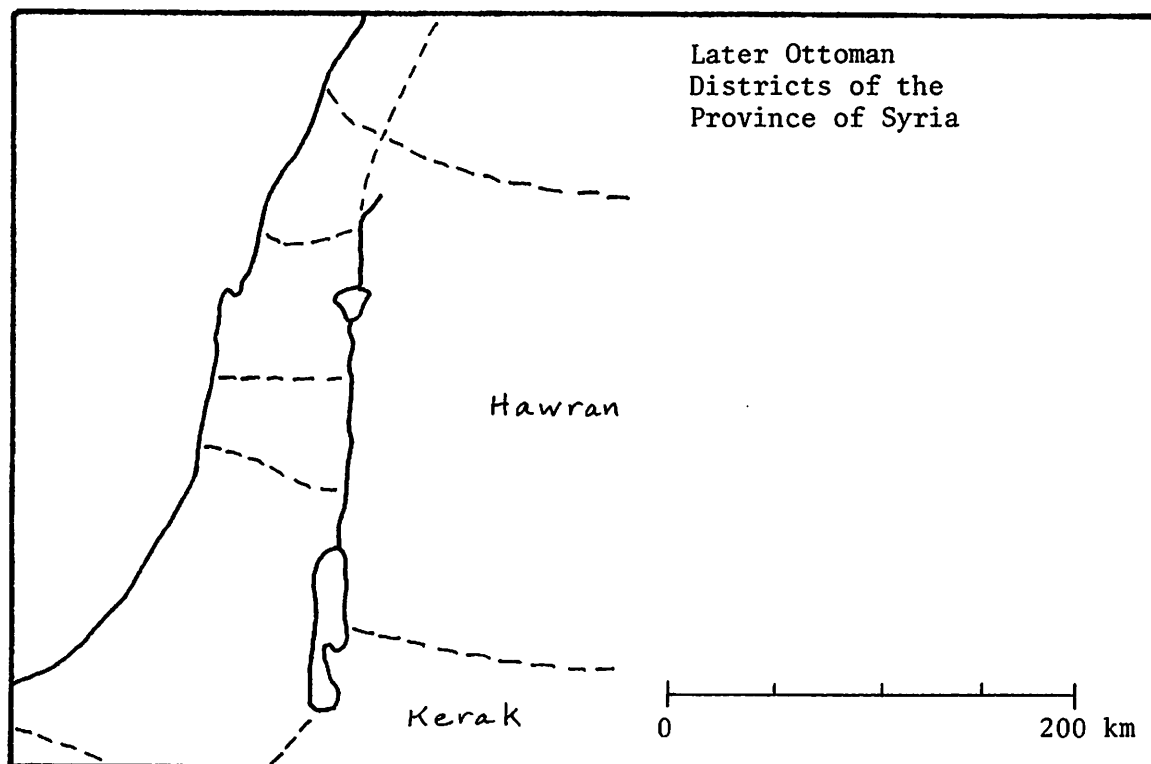 Later Ottoman
Districts of the
Province of Syria
Hawran
Kerak
0 200 km